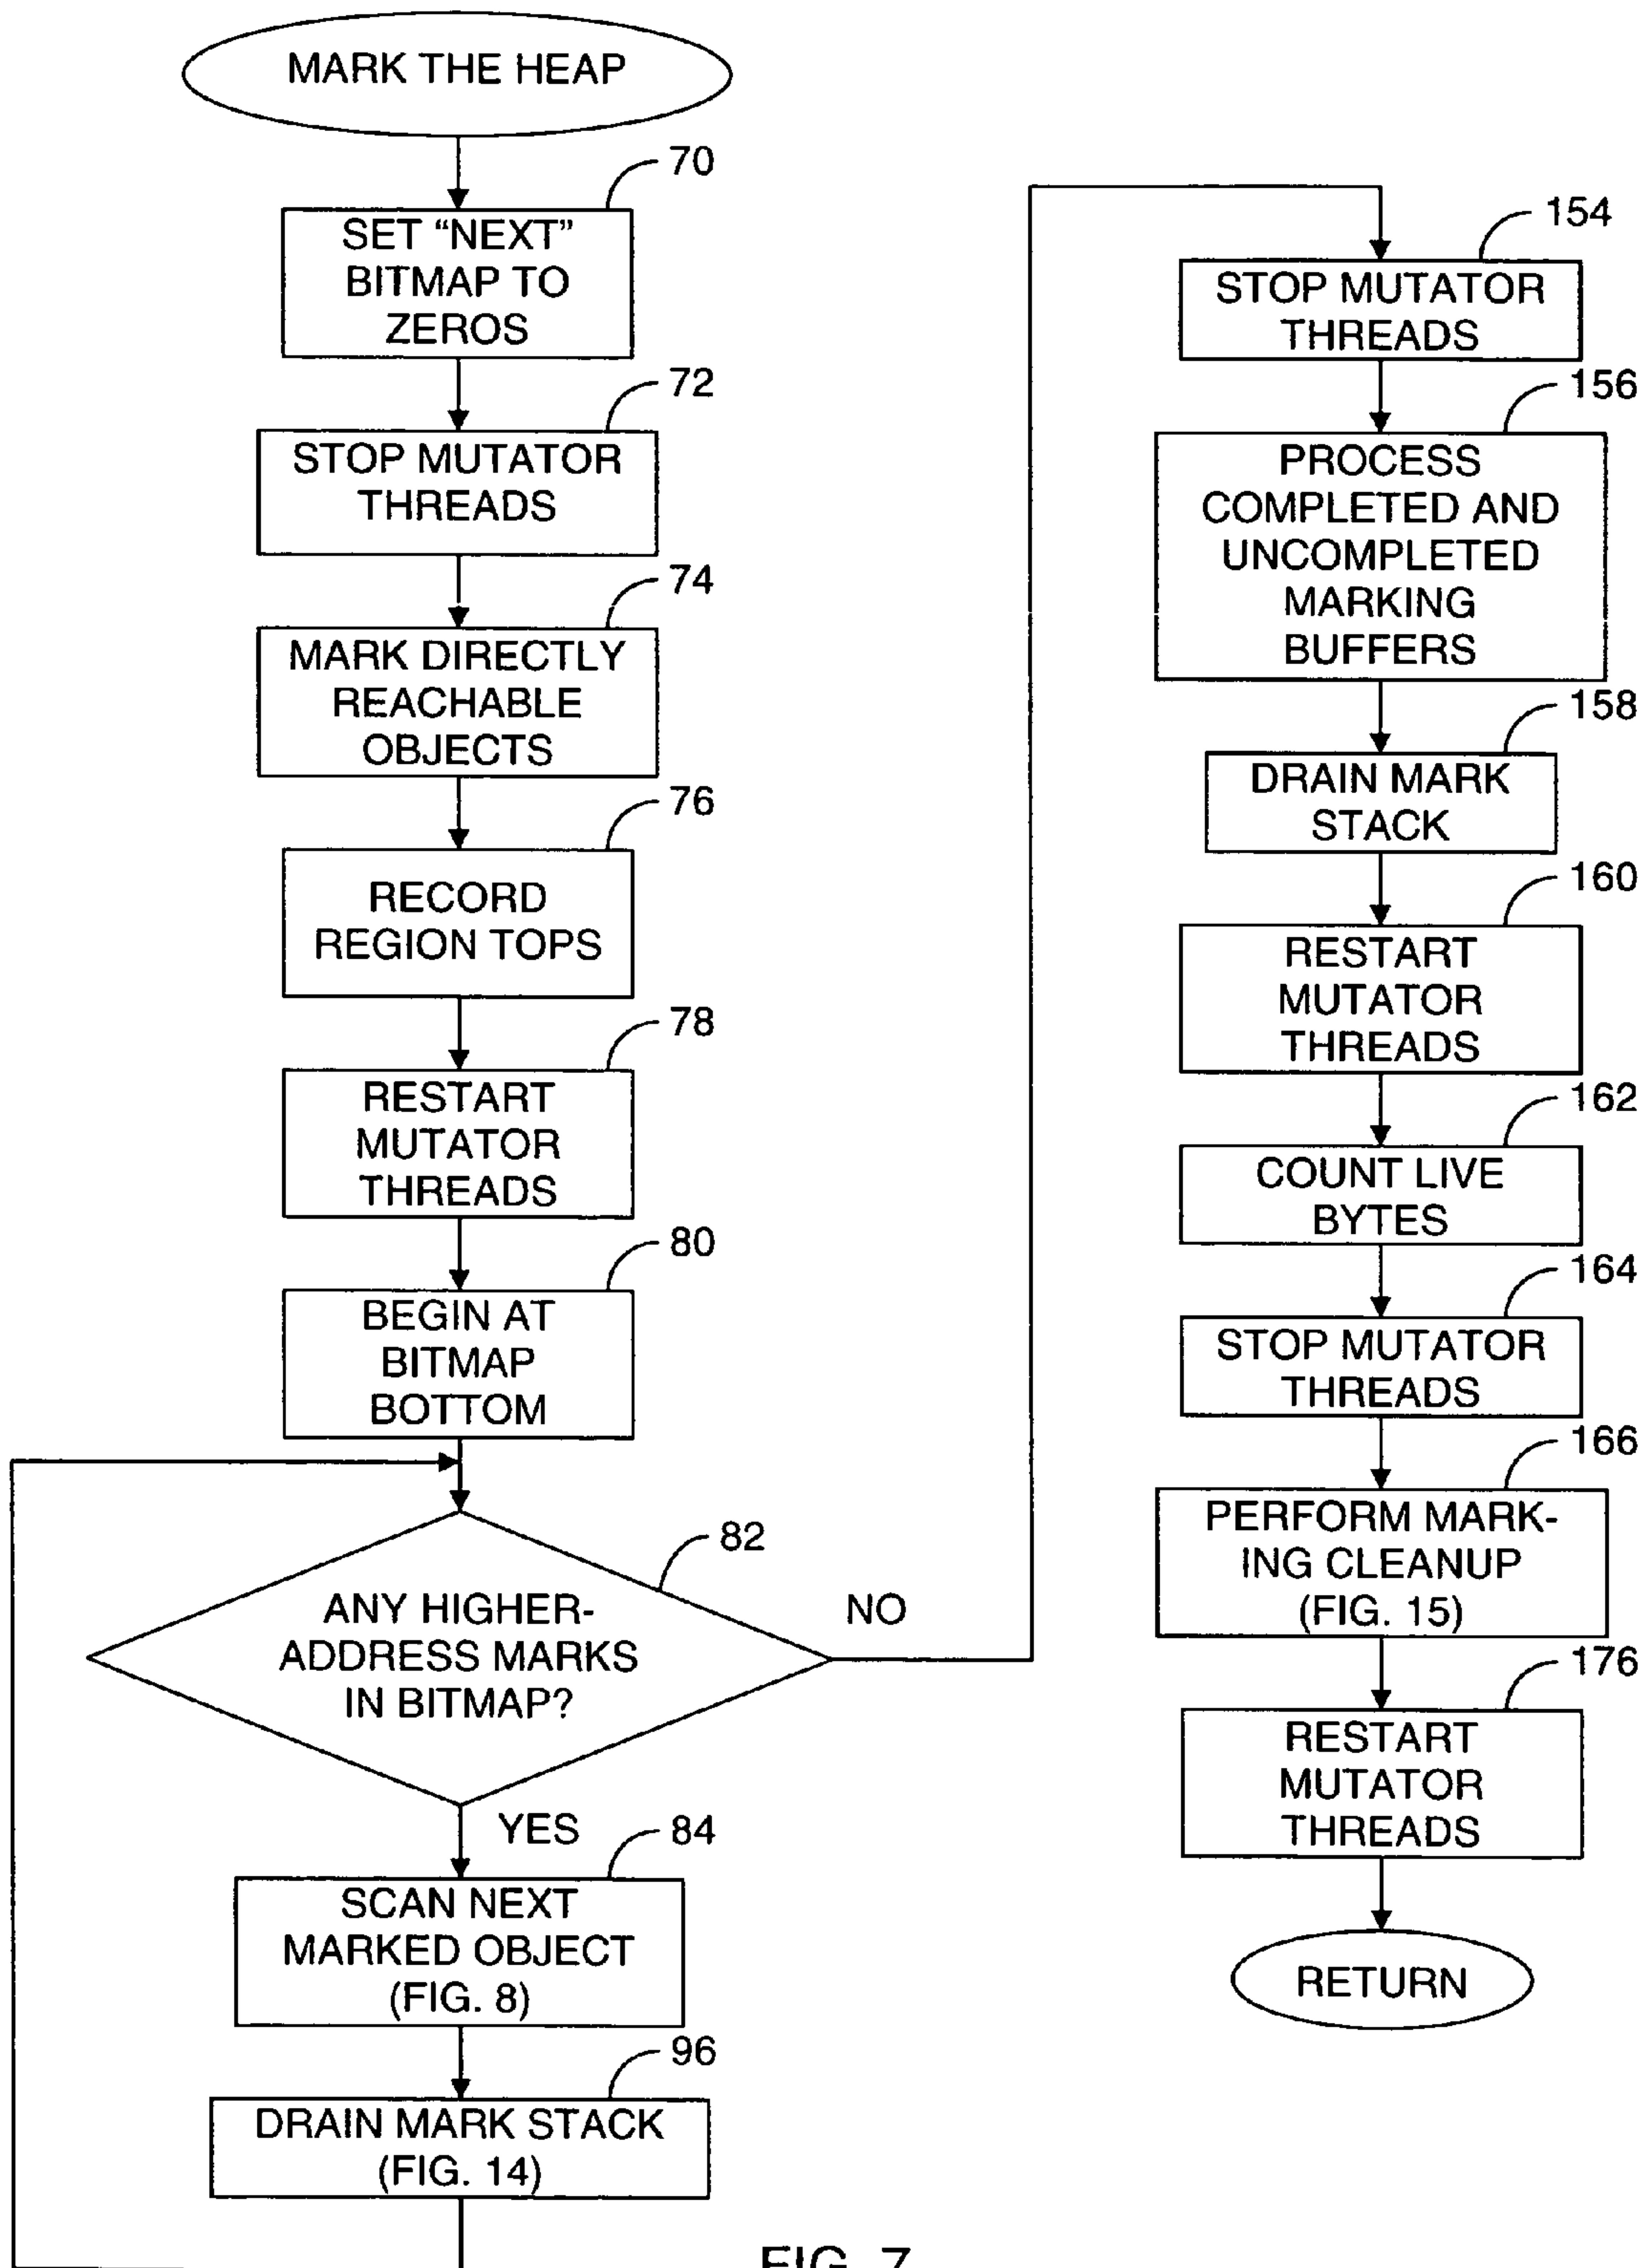 MARK THE HEAP
70
SET “NEXT”
BITMAP TO
ZEROS
72
STOP MUTATOR
THREADS
74
MARK DIRECTLY
REACHABLE
OBJECTS
76
RECORD
REGION TOPS
78
RESTART
MUTATOR
THREADS
80
BEGIN AT
BITMAP
BOTTOM
82
ANY HIGHER-
ADDRESS MARKS
IN BITMAP?
NO
YES
84
SCAN NEXT
MARKED OBJECT
(FIG. 8)
96
DRAIN MARK STACK
(FIG. 14)
154
STOP MUTATOR
THREADS
156
PROCESS
COMPLETED AND
UNCOMPLETED
MARKING
BUFFERS
158
DRAIN MARK
STACK
160
RESTART
MUTATOR
THREADS
162
COUNT LIVE
BYTES
164
STOP MUTATOR
THREADS
166
PERFORM MARK-
ING CLEANUP
(FIG. 15)
176
RESTART
MUTATOR
THREADS
RETURN
FIG. 7